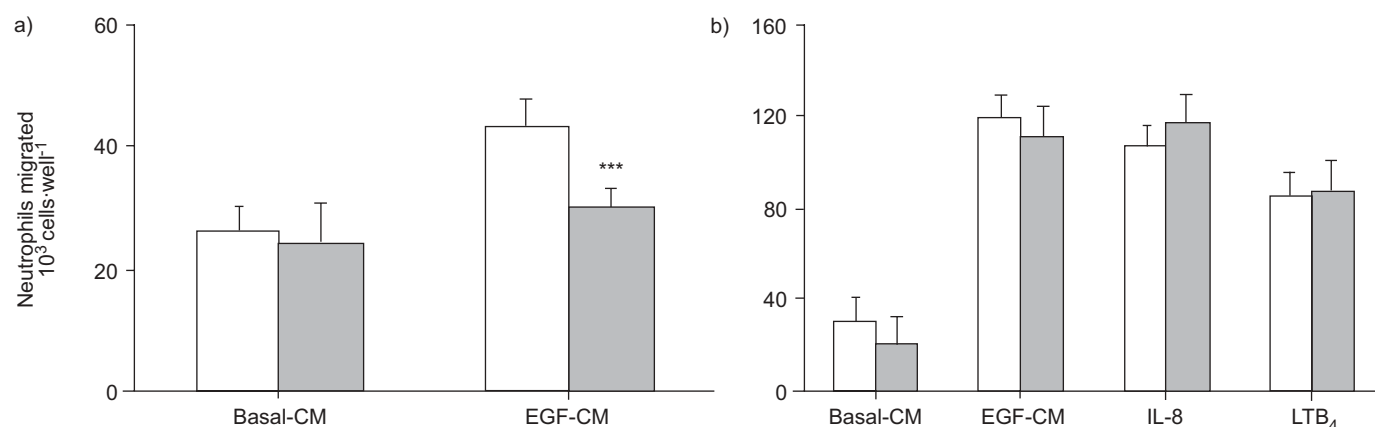 a)
Neutrophils migrated
10³ cells·well⁻¹
60
40
20
0
***
Basal-CM
EGF-CM
b)
160
120
80
40
0
Basal-CM
EGF-CM
IL-8
LTB₄